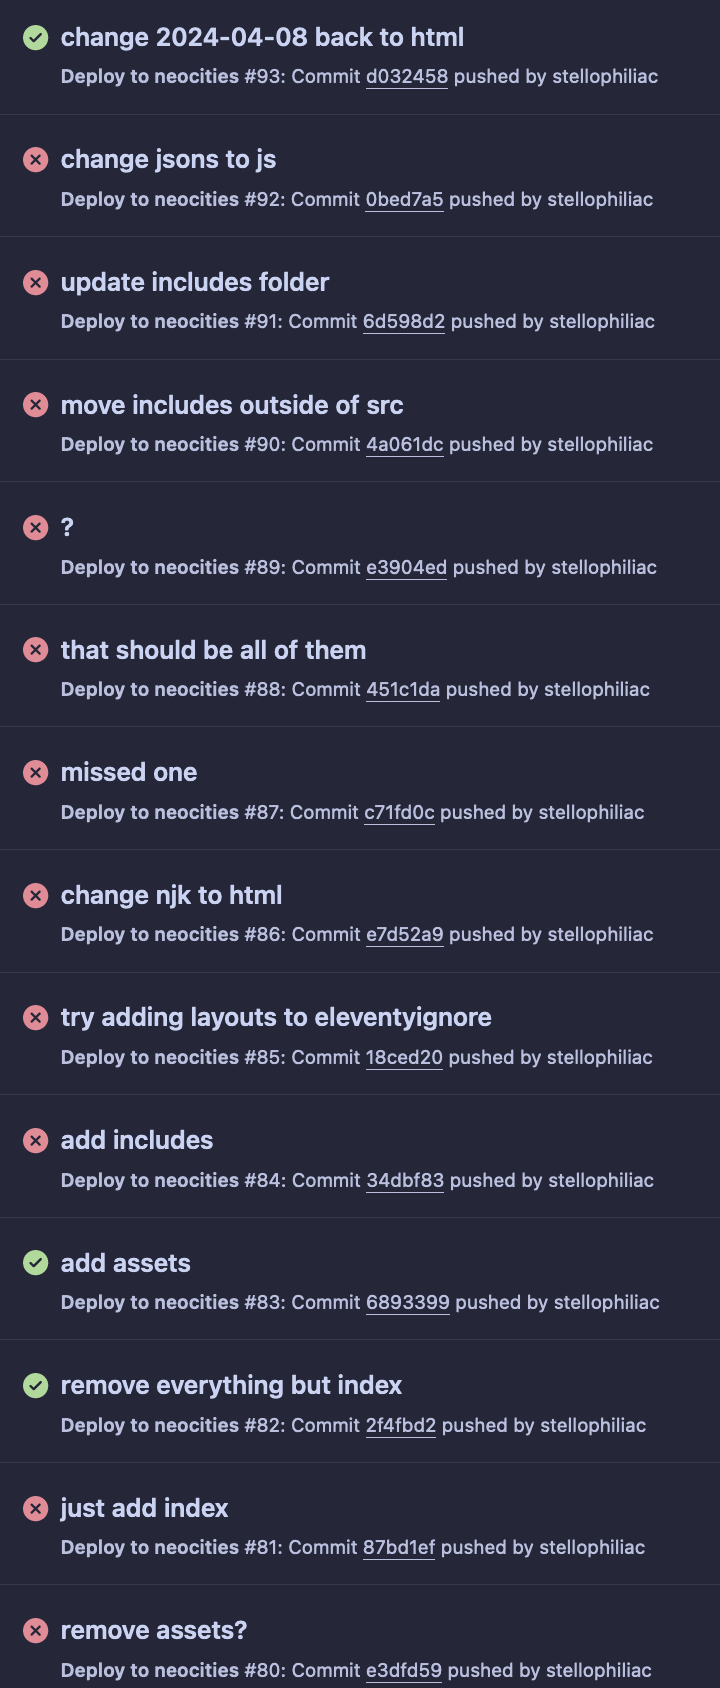 change 2024-04-08 back to html
Deploy to neocities #93: Commit d032458 pushed by stellophiliac
change jsons to js
Deploy to neocities #92: Commit 0bed7a5 pushed by stellophiliac
update includes folder
Deploy to neocities #91: Commit 6d598d2 pushed by stellophiliac
move includes outside of src
Deploy to neocities #90: Commit 4a061dc pushed by stellophiliac
?
Deploy to neocities #89: Commit e3904ed pushed by stellophiliac
that should be all of them
Deploy to neocities #88: Commit 451c1da pushed by stellophiliac
missed one
Deploy to neocities #87: Commit c71fd0c pushed by stellophiliac
change njk to html
Deploy to neocities #86: Commit e7d52a9 pushed by stellophiliac
try adding layouts to eleventyignore
Deploy to neocities #85: Commit 18ced20 pushed by stellophiliac
add includes
Deploy to neocities #84: Commit 34dbf83 pushed by stellophiliac
add assets
Deploy to neocities #83: Commit 6893399 pushed by stellophiliac
remove everything but index
Deploy to neocities #82: Commit 2f4fbd2 pushed by stellophiliac
just add index
Deploy to neocities #81: Commit 87bd1ef pushed by stellophiliac
remove assets?
Deploy to neocities #80: Commit e3dfd59 pushed by stellophiliac